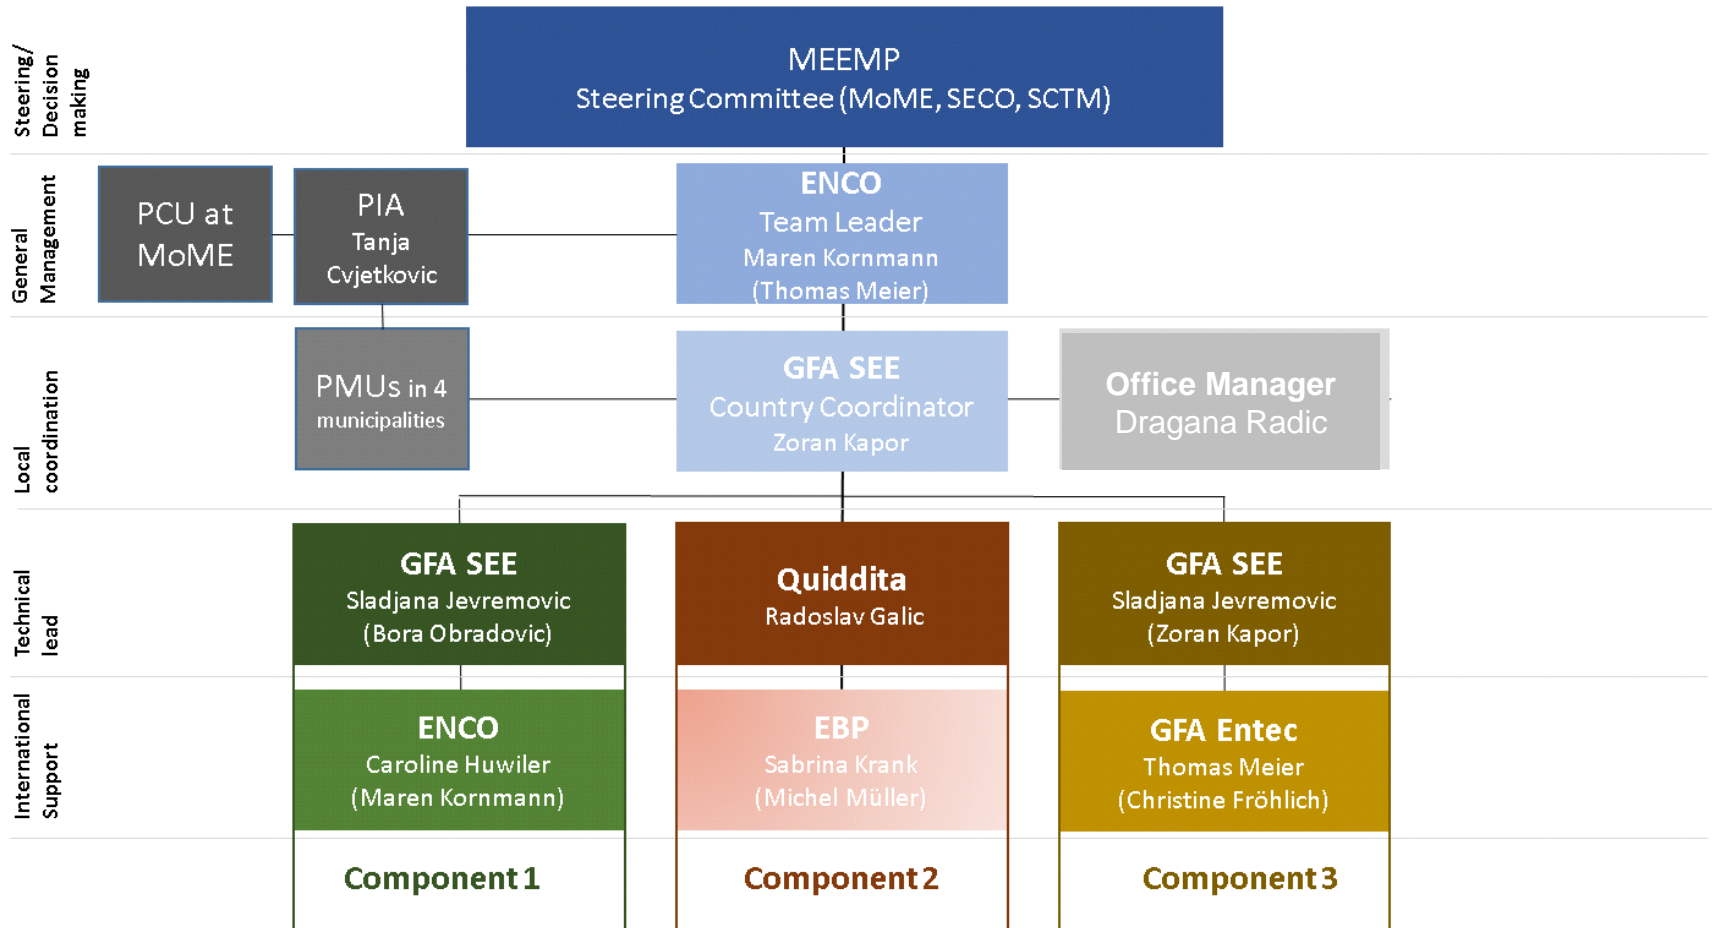 Steering/
Decision
making
MEEMP
Steering Committee (MoME, SECO, SCTM)
General
Management
PCU at
MoME
PIA
Tanja
Cvjetkovic
ENCO
Team Leader
Maren Kornmann
(Thomas Meier)
Local
coordination
PMUs in 4
municipalities
GFA SEE
Country Coordinator
Zoran Kapor
Office Manager
Dragana Radic
Technical
lead
GFA SEE
Sladjana Jevremovic
(Bora Obradovic)
Quiddita
Radoslav Galic
GFA SEE
Sladjana Jevremovic
(Zoran Kapor)
International
Support
ENCO
Caroline Huwiler
(Maren Kornmann)
EBP
Sabrina Krank
(Michel Müller)
GFA Entec
Thomas Meier
(Christine Fröhlich)
Component 1
Component 2
Component 3